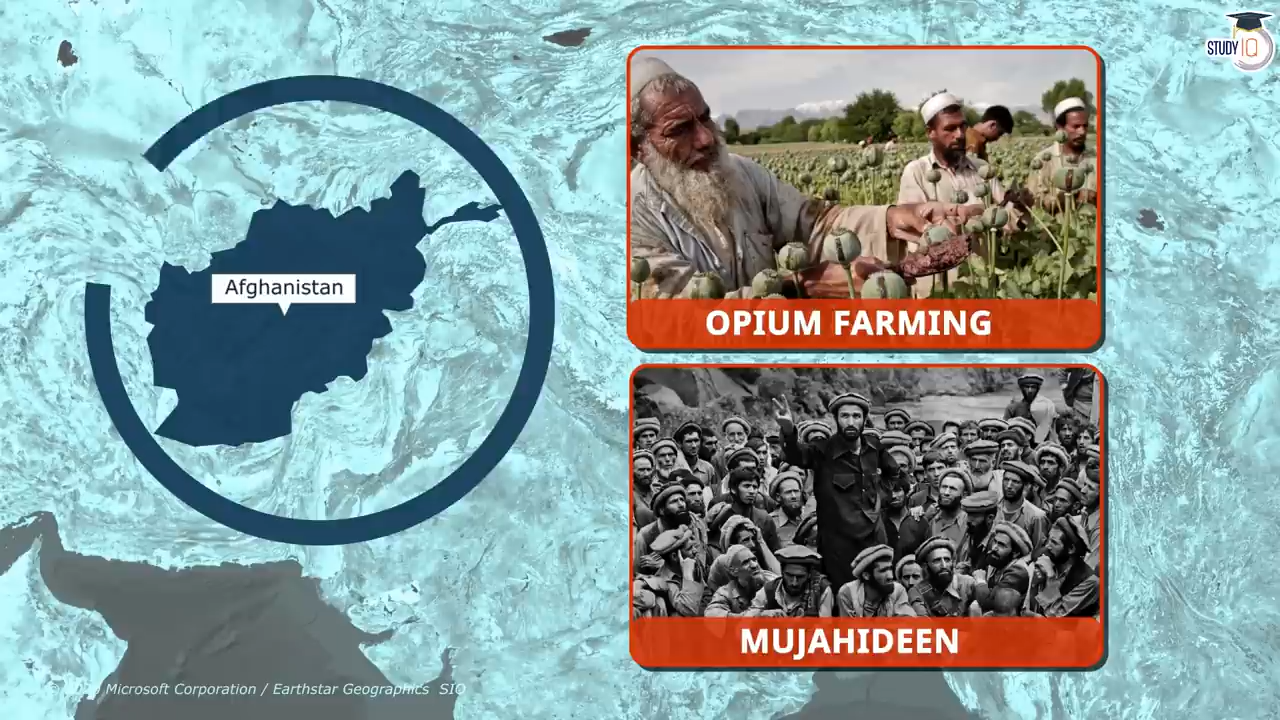 STUDY IQ
Afghanistan
OPIUM FARMING
MUJAHIDEEN
Microsoft Corporation / Earthstar Geographics SIO